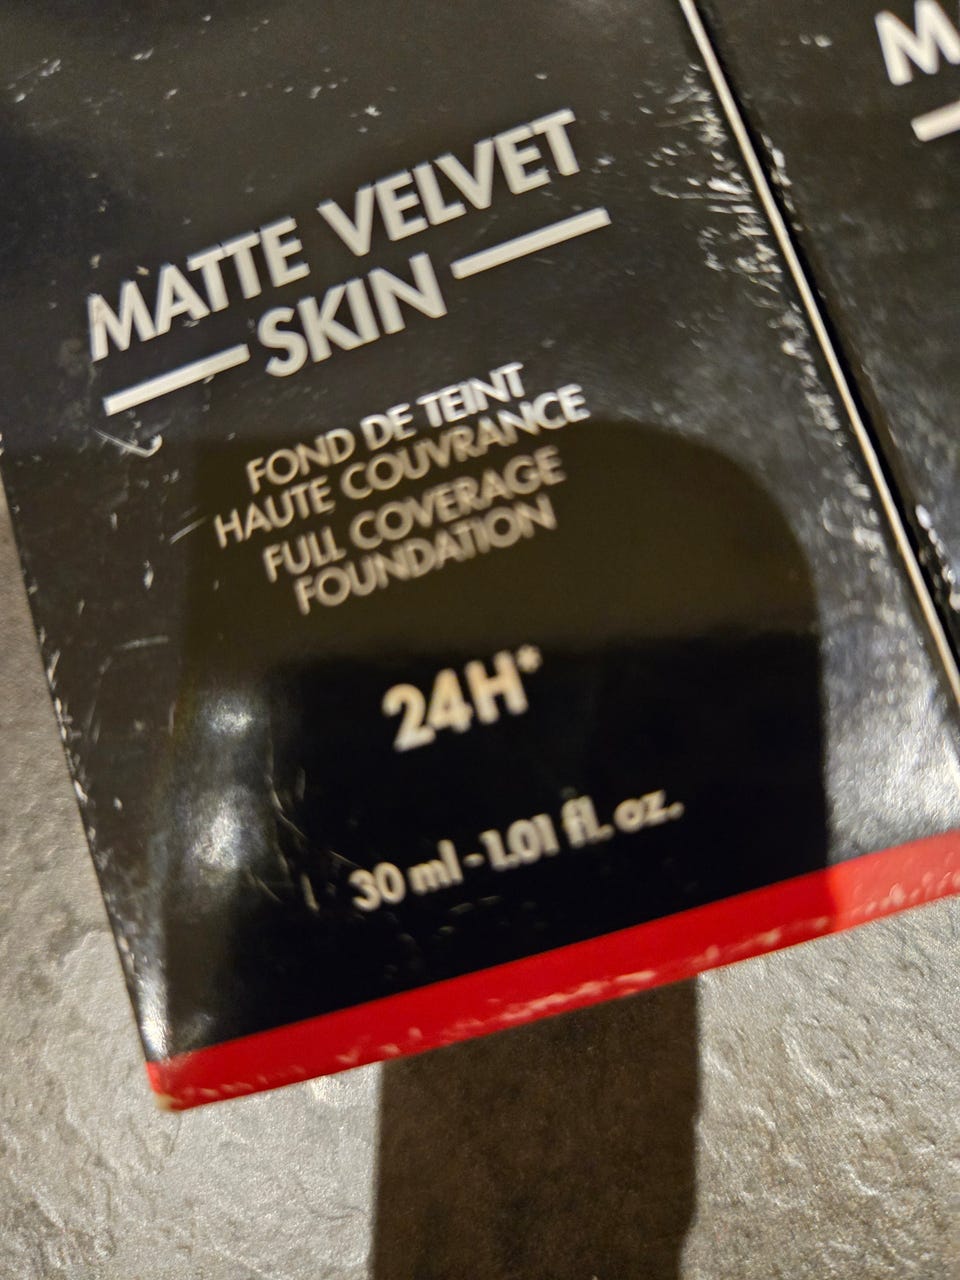 MATTE VELVET
SKIN
FOND DE TEINT
HAUTE COUVRANCE
FULL COVERAGE
FOUNDATION
24H*
30 ml - 1.01 fl. oz.
M